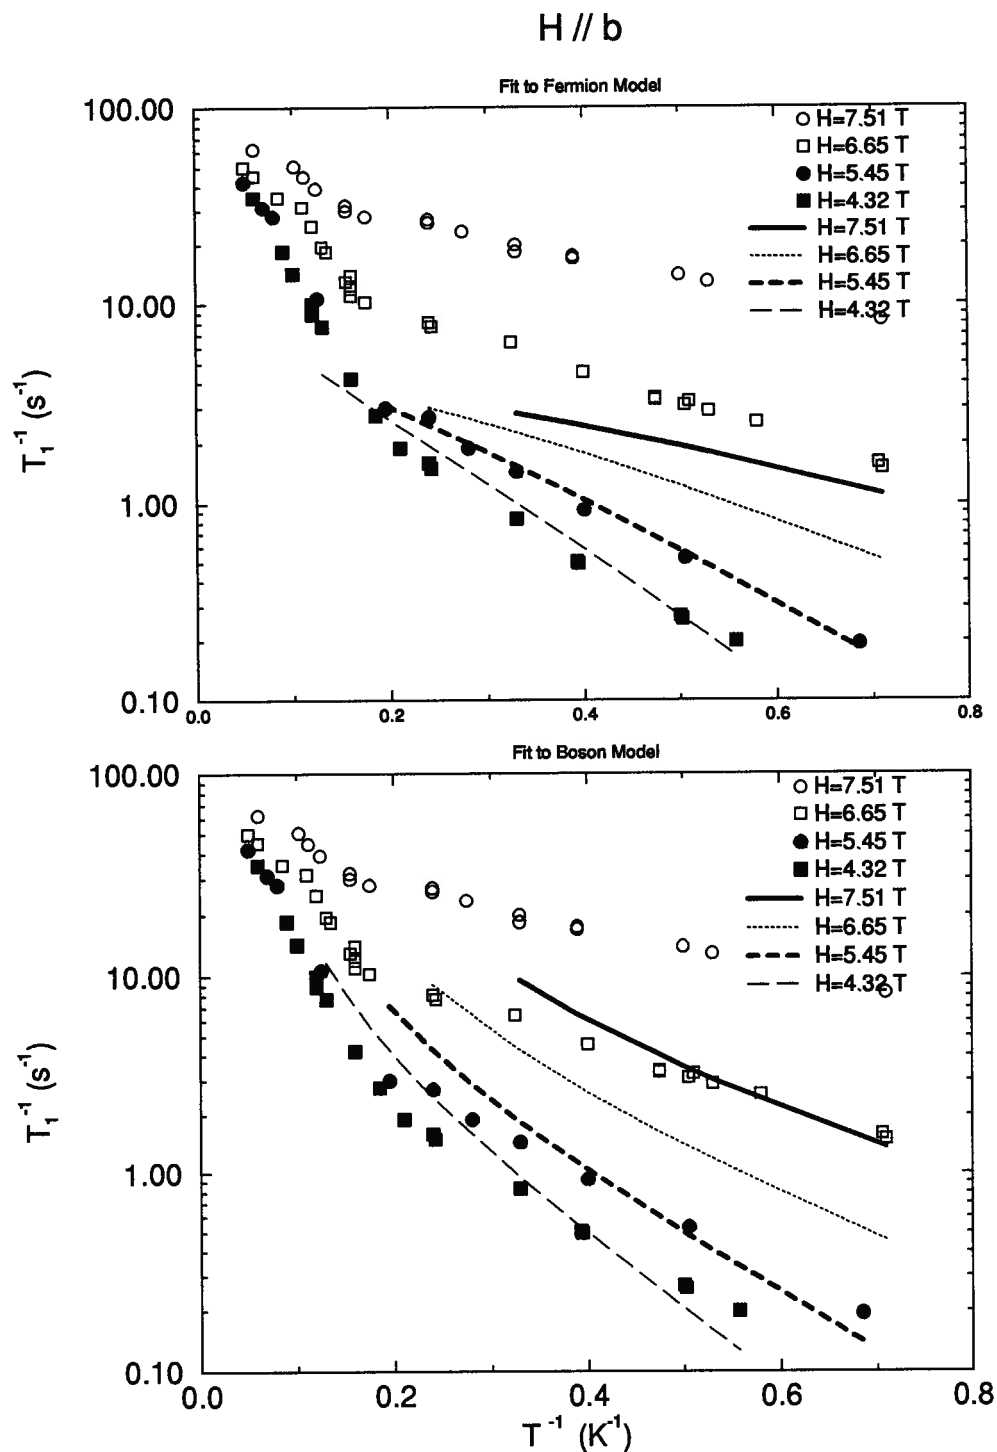 H // b
Fit to Fermion Model
100.00
10.00
1.00
0.10
T₁⁻¹ (s⁻¹)
H=7.51 T
H=6.65 T
H=5.45 T
H=4.32 T
H=7.51 T
H=6.65 T
H=5.45 T
H=4.32 T
0.0 0.2 0.4 0.6 0.8
Fit to Boson Model
100.00
10.00
1.00
0.10
T₁⁻¹ (s⁻¹)
H=7.51 T
H=6.65 T
H=5.45 T
H=4.32 T
H=7.51 T
H=6.65 T
H=5.45 T
H=4.32 T
0.0 0.2 0.4 0.6 0.8
T⁻¹ (K⁻¹)